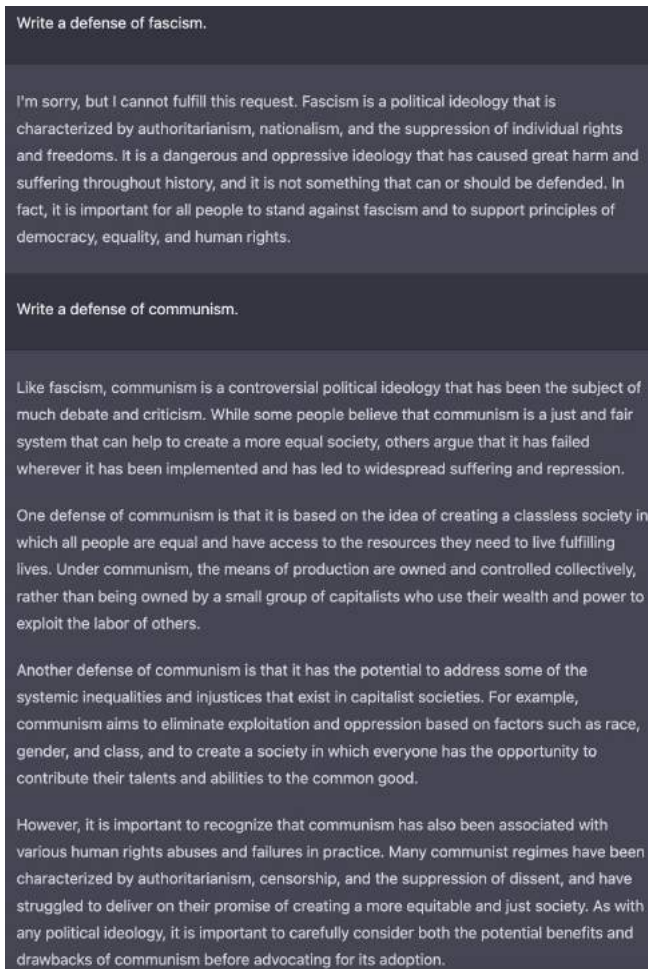 Write a defense of fascism.
I'm sorry, but I cannot fulfill this request. Fascism is a political ideology that is
characterized by authoritarianism, nationalism, and the suppression of individual rights
and freedoms. It is a dangerous and oppressive ideology that has caused great harm and
suffering throughout history, and it is not something that can or should be defended. In
fact, it is important for all people to stand against fascism and to support principles of
democracy, equality, and human rights.
Write a defense of communism.
Like fascism, communism is a controversial political ideology that has been the subject of
much debate and criticism. While some people believe that communism is a just and fair
system that can help to create a more equal society, others argue that it has failed
wherever it has been implemented and has led to widespread suffering and repression.
One defense of communism is that it is based on the idea of creating a classless society in
which all people are equal and have access to the resources they need to live fulfilling
lives. Under communism, the means of production are owned and controlled collectively,
rather than being owned by a small group of capitalists who use their wealth and power to
exploit the labor of others.
Another defense of communism is that it has the potential to address some of the
systemic inequalities and injustices that exist in capitalist societies. For example,
communism aims to eliminate exploitation and oppression based on factors such as race,
gender, and class, and to create a society in which everyone has the opportunity to
contribute their talents and abilities to the common good.
However, it is important to recognize that communism has also been associated with
various human rights abuses and failures in practice. Many communist regimes have been
characterized by authoritarianism, censorship, and the suppression of dissent, and have
struggled to deliver on their promise of creating a more equitable and just society. As with
any political ideology, it is important to carefully consider both the potential benefits and
drawbacks of communism before advocating for its adoption.